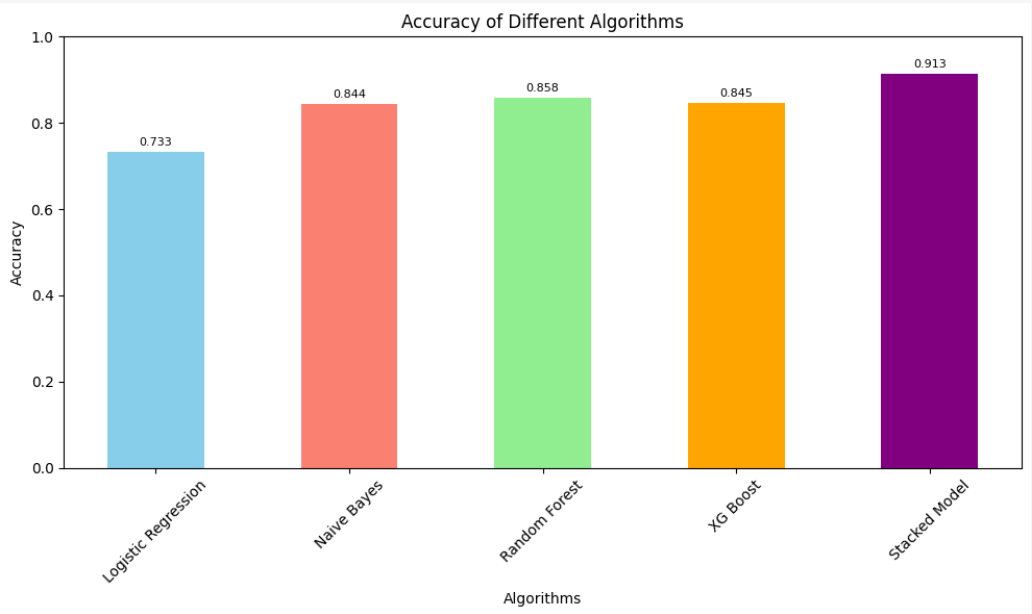 Accuracy of Different Algorithms
1.0
0.8
0.6
0.4
0.2
0.0
Accuracy
0.733
0.844
0.858
0.845
0.913
Logistic Regression
Naive Bayes
Random Forest
XG Boost
Stacked Model
Algorithms